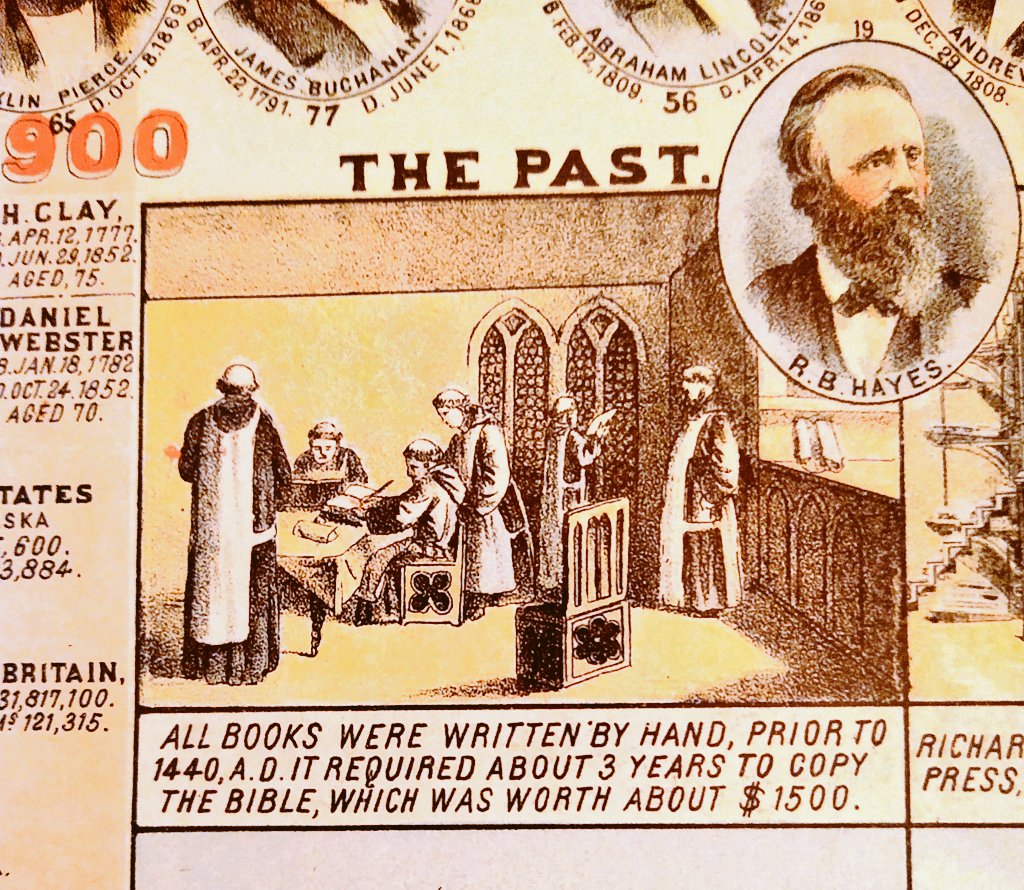 KLIN PIERCE.
D. OCT. 8. 1869.
65
JAMES BUCHANAN.
B. APR. 22, 1791.
D. JUNE 1, 1868
77
ABRAHAM LINCOLN.
B. FEB. 12, 1809.
D. APR. 14, 186
56
19
ANDREW
DEC. 29, 1808.
900
THE PAST.
R. B. HAYES.
H. CLAY,
APR. 12, 1777.
JUN. 29, 1852.
AGED, 75.
DANIEL
WEBSTER
B. JAN. 18, 1782
OCT. 24. 1852.
AGED 70.
TATES
SKA
,600.
3,884.
BRITAIN,
31,817,100.
Mˢ 121,315.
ALL BOOKS WERE WRITTEN BY HAND, PRIOR TO
1440, A.D. IT REQUIRED ABOUT 3 YEARS TO COPY
THE BIBLE, WHICH WAS WORTH ABOUT $1500.
RICHAR
PRESS,